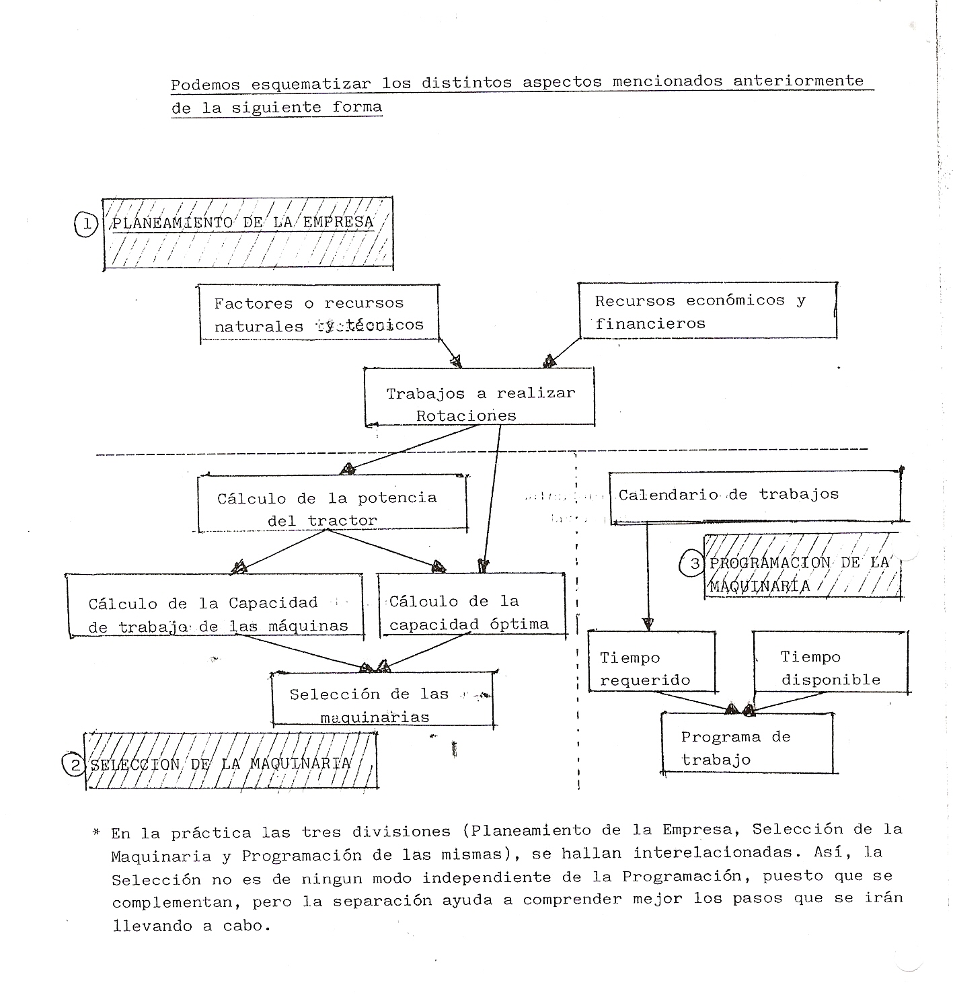 Podemos esquematizar los distintos aspectos mencionados anteriormente
de la siguiente forma
1
PLANEAMIENTO DE LA EMPRESA
Factores o recursos
naturales y técnicos
Recursos económicos y
financieros
Trabajos a realizar
Rotaciones
Cálculo de la potencia
del tractor
Calendario de trabajos
3
PROGRAMACION DE LA
MAQUINARIA
Cálculo de la Capacidad
de trabajo de las máquinas
Cálculo de la
capacidad óptima
Tiempo
requerido
Tiempo
disponible
Selección de las
maquinarias
Programa de
trabajo
2
SELECCION DE LA MAQUINARIA
* En la práctica las tres divisiones (Planeamiento de la Empresa, Selección de la
Maquinaria y Programación de las mismas), se hallan interelacionadas. Así, la
Selección no es de ningun modo independiente de la Programación, puesto que se
complementan, pero la separación ayuda a comprender mejor los pasos que se irán
llevando a cabo.